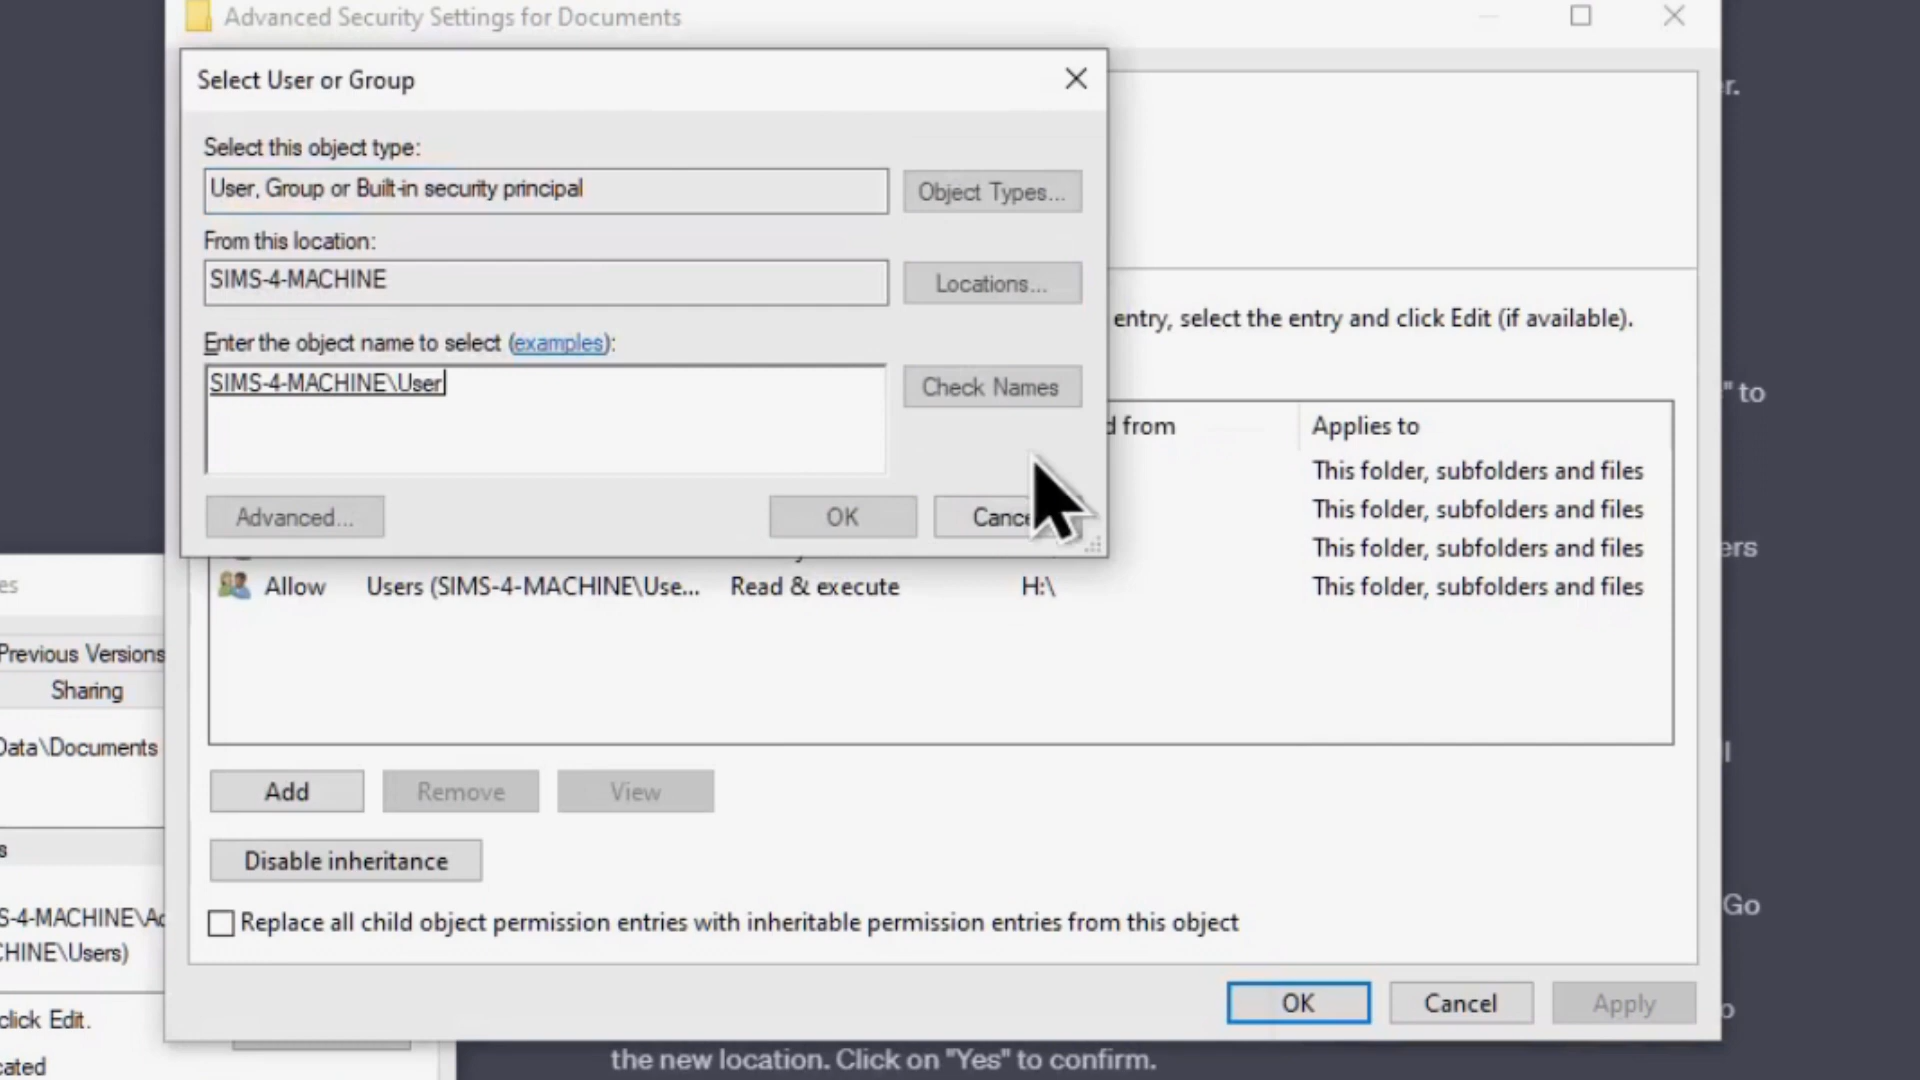 Advanced Security Settings for Documents
Select User or Group
Select this object type:
User, Group or Built-in security principal
Object Types...
From this location:
SIMS-4-MACHINE
Locations...
Enter the object name to select (examples):
SIMS-4-MACHINE\User
Check Names
Advanced...
OK
r.
entry, select the entry and click Edit (if available).
" to
d from
Applies to
This folder, subfolders and files
This folder, subfolders and files
This folder, subfolders and files
ers
Allow Users (SIMS-4-MACHINE\Use... Read & execute H:\ This folder, subfolders and files
es
Previous Versions
Sharing
Data\Documents
Add
Remove
View
s
Disable inheritance
S-4-MACHINE\Ad
Replace all child object permission entries with inheritable permission entries from this object
Go
HINE\Users)
click Edit.
OK
Cancel
Apply
cated
the new location. Click on "Yes" to confirm.